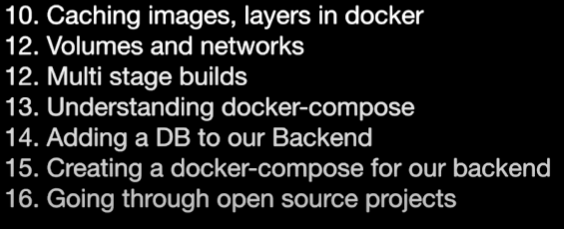 10. Caching images, layers in docker
12. Volumes and networks
12. Multi stage builds
13. Understanding docker-compose
14. Adding a DB to our Backend
15. Creating a docker-compose for our backend
16. Going through open source projects